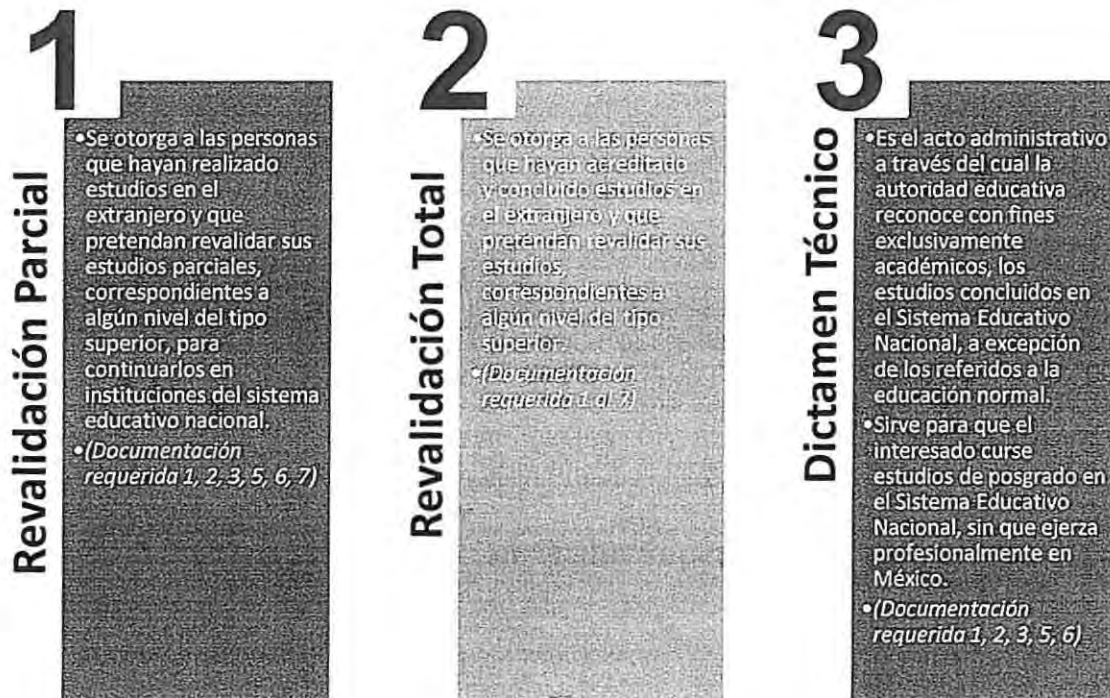 1
Revalidación Parcial
•Se otorga a las personas
que hayan realizado
estudios en el
extranjero y que
pretendan revalidar sus
estudios parciales,
correspondientes a
algún nivel del tipo
superior, para
continuarlos en
instituciones del sistema
educativo nacional.
•(Documentación
requerida 1, 2, 3, 5, 6, 7)
2
Revalidación Total
•Se otorga a las personas
que hayan acreditado
y concluido estudios en
el extranjero y que
pretendan revalidar sus
estudios,
correspondientes a
algún nivel del tipo
superior.
•(Documentación
requerida 1 al 7)
3
Dictamen Técnico
•Es el acto administrativo
a través del cual la
autoridad educativa
reconoce con fines
exclusivamente
académicos, los
estudios concluidos en
el Sistema Educativo
Nacional, a excepción
de los referidos a la
educación normal.
•Sirve para que el
interesado curse
estudios de posgrado en
el Sistema Educativo
Nacional, sin que ejerza
profesionalmente en
México.
•(Documentación
requerida 1, 2, 3, 5, 6)